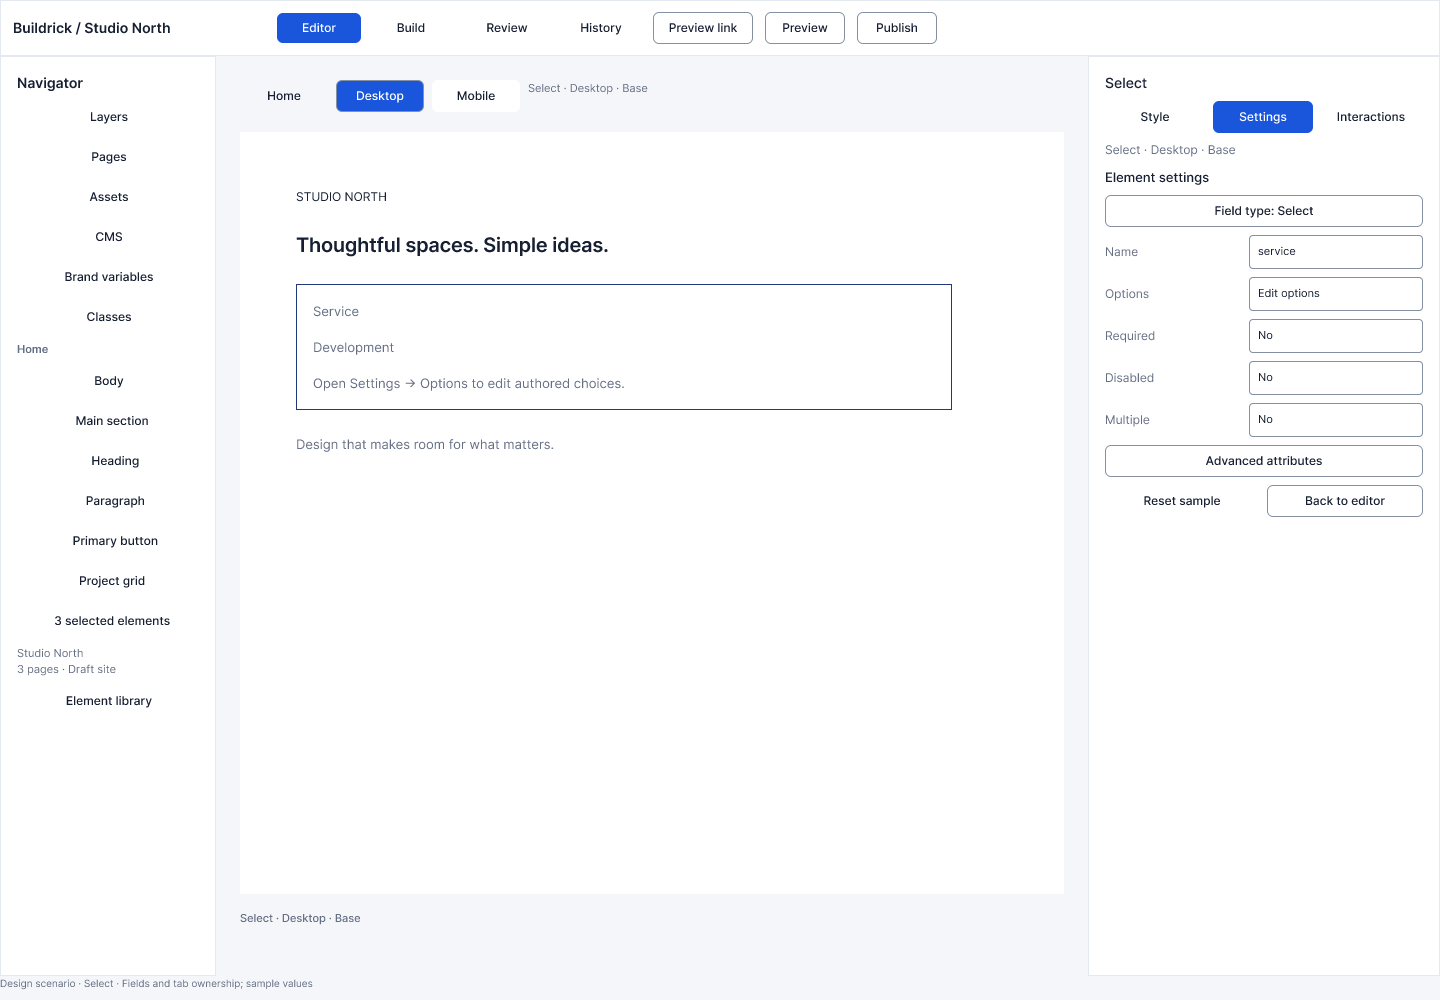 Buildrick / Studio North
Editor
Build
Review
History
Preview link
Preview
Publish
Navigator
Layers
Pages
Assets
CMS
Brand variables
Classes
Home
Body
Main section
Heading
Paragraph
Primary button
Project grid
3 selected elements
Studio North
3 pages · Draft site
Element library
Home
Desktop
Mobile
Select · Desktop · Base
STUDIO NORTH
Thoughtful spaces. Simple ideas.
Service
Development
Open Settings → Options to edit authored choices.
Design that makes room for what matters.
Select · Desktop · Base
Select
Style
Settings
Interactions
Select · Desktop · Base
Element settings
Field type: Select
Name
service
Options
Edit options
Required
No
Disabled
No
Multiple
No
Advanced attributes
Reset sample
Back to editor
Design scenario · Select · Fields and tab ownership; sample values